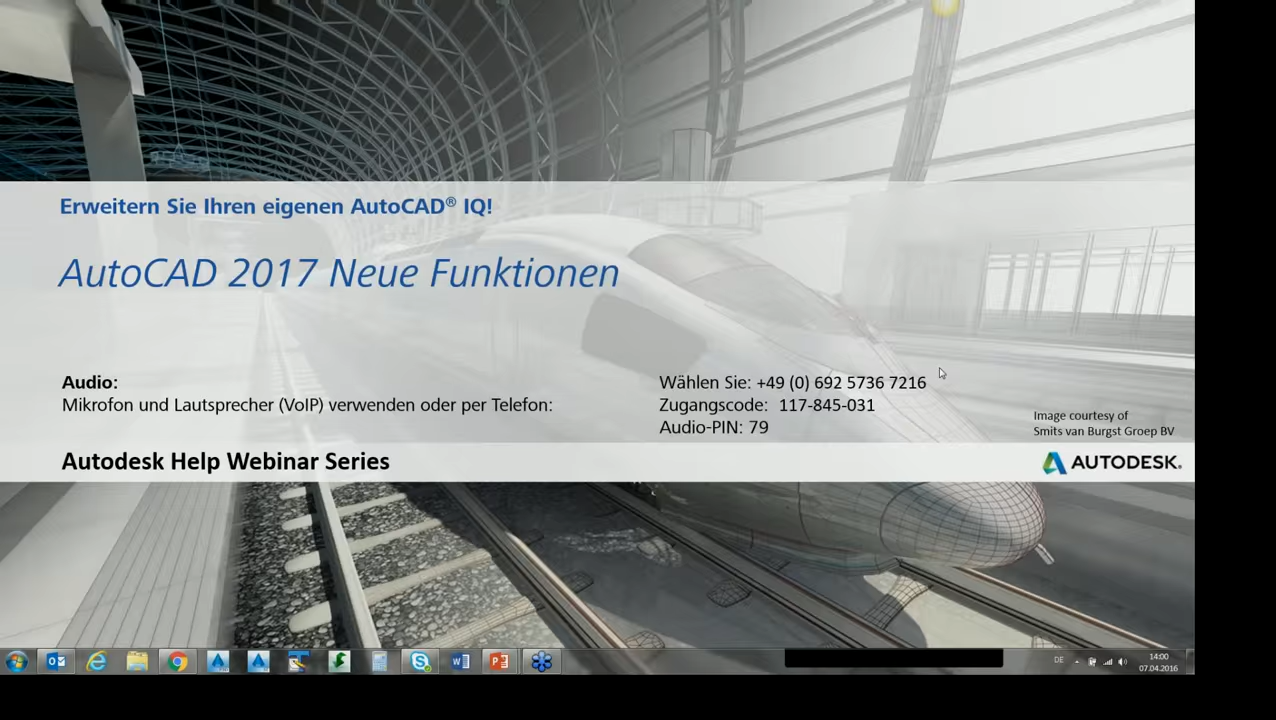 Erweitern Sie Ihren eigenen AutoCAD® IQ!
AutoCAD 2017 Neue Funktionen
Audio:
Mikrofon und Lautsprecher (VoIP) verwenden oder per Telefon:
Wählen Sie: +49 (0) 692 5736 7216
Zugangscode: 117-845-031
Audio-PIN: 79
Image courtesy of
Smits van Burgst Groep BV
Autodesk Help Webinar Series
AUTODESK.
DE
14:00
07.04.2016